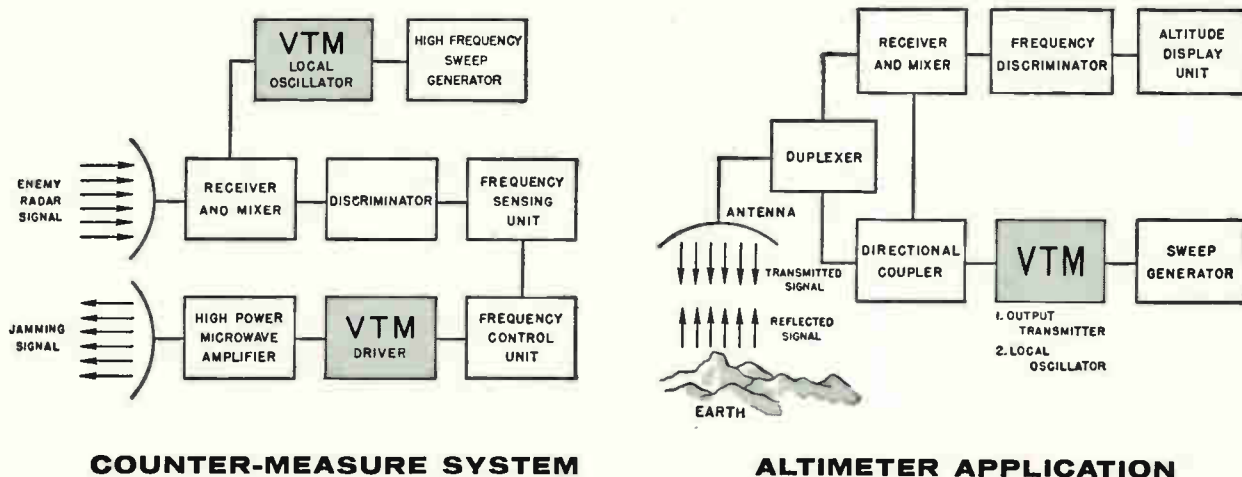 VTM
LOCAL
OSCILLATOR
HIGH FREQUENCY
SWEEP
GENERATOR
ENEMY
RADAR
SIGNAL
RECEIVER
AND MIXER
DISCRIMINATOR
FREQUENCY
SENSING
UNIT
JAMMING
SIGNAL
HIGH POWER
MICROWAVE
AMPLIFIER
VTM
DRIVER
FREQUENCY
CONTROL
UNIT
COUNTER-MEASURE SYSTEM
RECEIVER
AND MIXER
FREQUENCY
DISCRIMINATOR
ALTITUDE
DISPLAY
UNIT
DUPLEXER
ANTENNA
TRANSMITTED
SIGNAL
REFLECTED
SIGNAL
EARTH
DIRECTIONAL
COUPLER
VTM
1. OUTPUT
TRANSMITTER
2. LOCAL
OSCILLATOR
SWEEP
GENERATOR
ALTIMETER APPLICATION